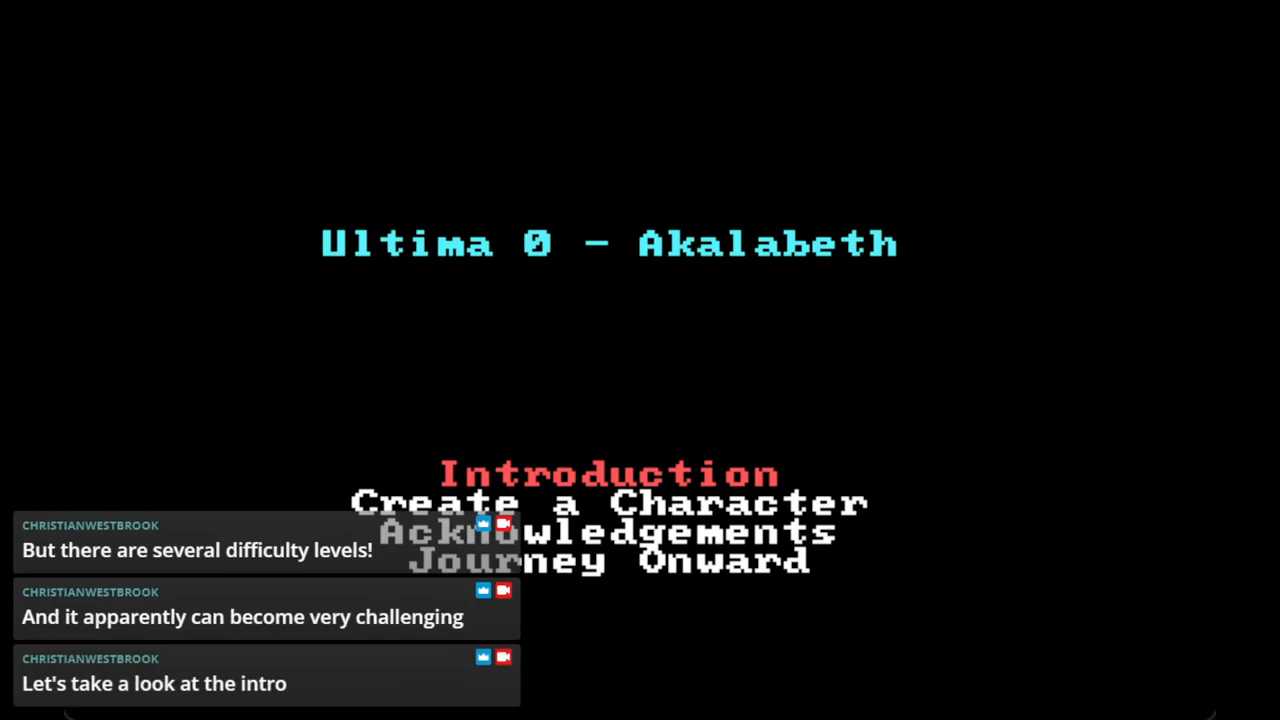 Ultima 0 - Akalabeth
Introduction
Create a Character
Acknowledgements
Journey Onward
CHRISTIANWESTBROOK
But there are several difficulty levels!
CHRISTIANWESTBROOK
And it apparently can become very challenging
CHRISTIANWESTBROOK
Let's take a look at the intro